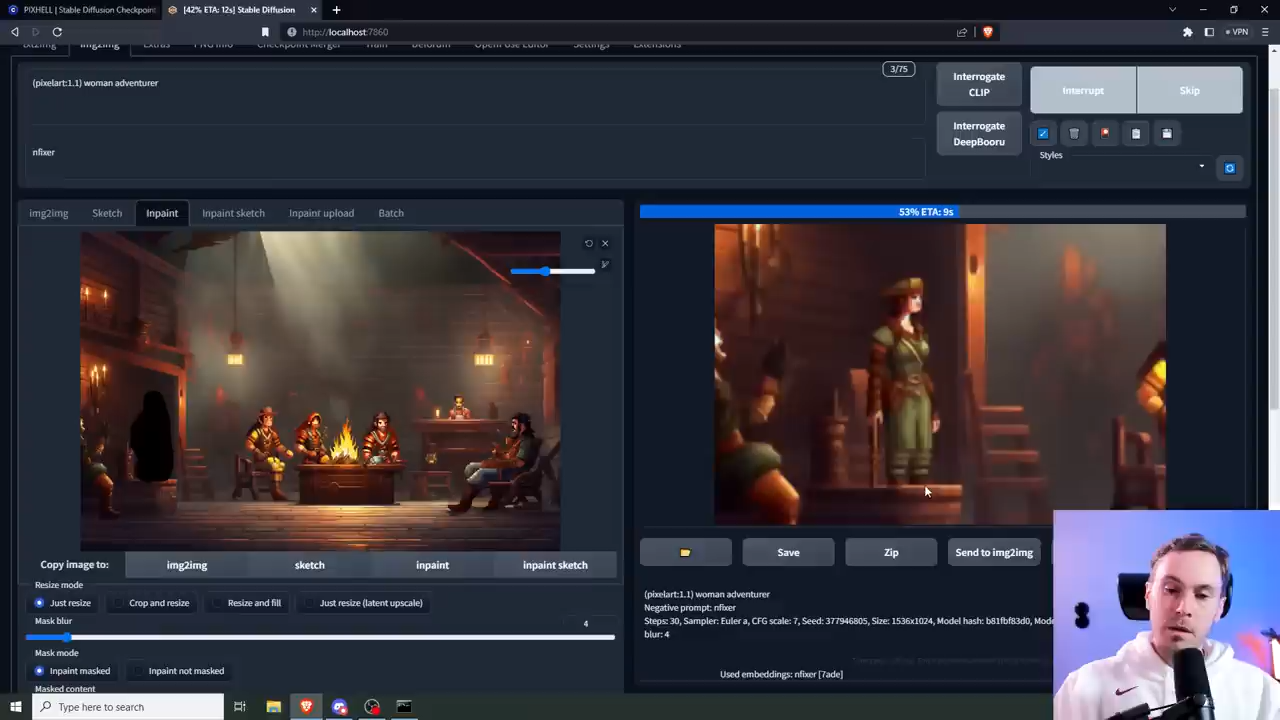 PIXHELL | Stable Diffusion Checkpoint
[42% ETA: 12s] Stable Diffusion
http://localhost:7860
VPN
txt2img img2img Extras PNG Info Checkpoint Merger Train Deforum OpenPose Editor Settings Extensions
(pixelart:1.1) woman adventurer
3/75
nfixer
Interrogate CLIP
Interrogate DeepBooru
Interrupt
Skip
Styles
img2img
Sketch
Inpaint
Inpaint sketch
Inpaint upload
Batch
53% ETA: 9s
Copy image to:
img2img
sketch
inpaint
inpaint sketch
Resize mode
Just resize
Crop and resize
Resize and fill
Just resize (latent upscale)
Mask blur
4
Mask mode
Inpaint masked
Inpaint not masked
Masked content
Save
Zip
Send to img2img
(pixelart:1.1) woman adventurer
Negative prompt: nfixer
Steps: 30, Sampler: Euler a, CFG scale: 7, Seed: 377946805, Size: 1536x1024, Model hash: b81fbf83d0, Mod
blur: 4
Used embeddings: nfixer [7ade]
Type here to search